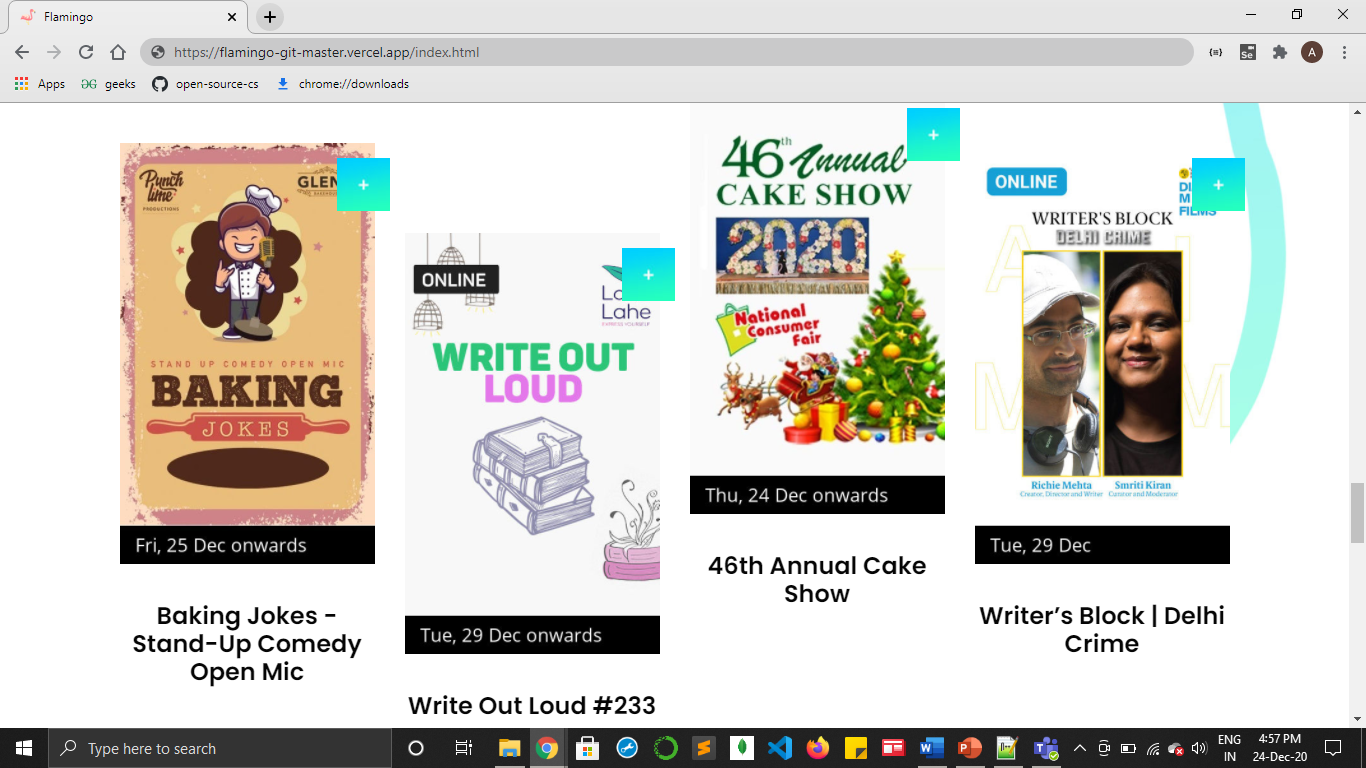 Flamingo
https://flamingo-git-master.vercel.app/index.html
A
Apps
geeks
open-source-cs
chrome://downloads
Punch
line
PRODUCTIONS
STAND UP COMEDY OPEN MIC
BAKING
JOKES
Fri, 25 Dec onwards
Baking Jokes -
Stand-Up Comedy
Open Mic
+
ONLINE
Lahe
WRITE OUT
LOUD
Tue, 29 Dec onwards
Write Out Loud #233
+
46th Annual
CAKE SHOW
2020
National
Consumer
Fair
Thu, 24 Dec onwards
46th Annual Cake
Show
+
ONLINE
FILMS
WRITER'S BLOCK
DELHI CRIME
Richie Mehta
Creator, Director and Writer
Smriti Kiran
Curator and Moderator
Tue, 29 Dec
Writer’s Block | Delhi
Crime
+
Type here to search
ENG
IN
4:57 PM
24-Dec-20